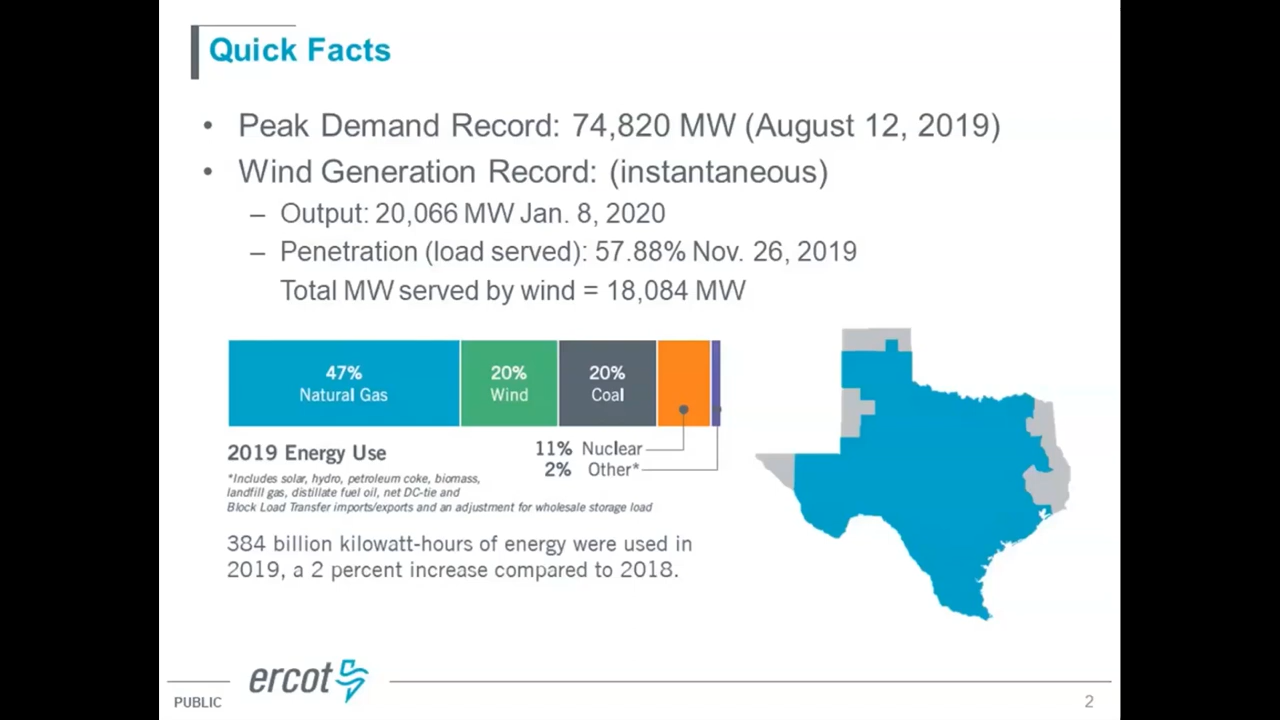 Quick Facts
• Peak Demand Record: 74,820 MW (August 12, 2019)
• Wind Generation Record: (instantaneous)
– Output: 20,066 MW Jan. 8, 2020
– Penetration (load served): 57.88% Nov. 26, 2019
Total MW served by wind = 18,084 MW
47%
Natural Gas
20%
Wind
20%
Coal
11% Nuclear
2% Other*
2019 Energy Use
*Includes solar, hydro, petroleum coke, biomass,
landfill gas, distillate fuel oil, net DC-tie and
Block Load Transfer imports/exports and an adjustment for wholesale storage load
384 billion kilowatt-hours of energy were used in
2019, a 2 percent increase compared to 2018.
ercot
PUBLIC
2